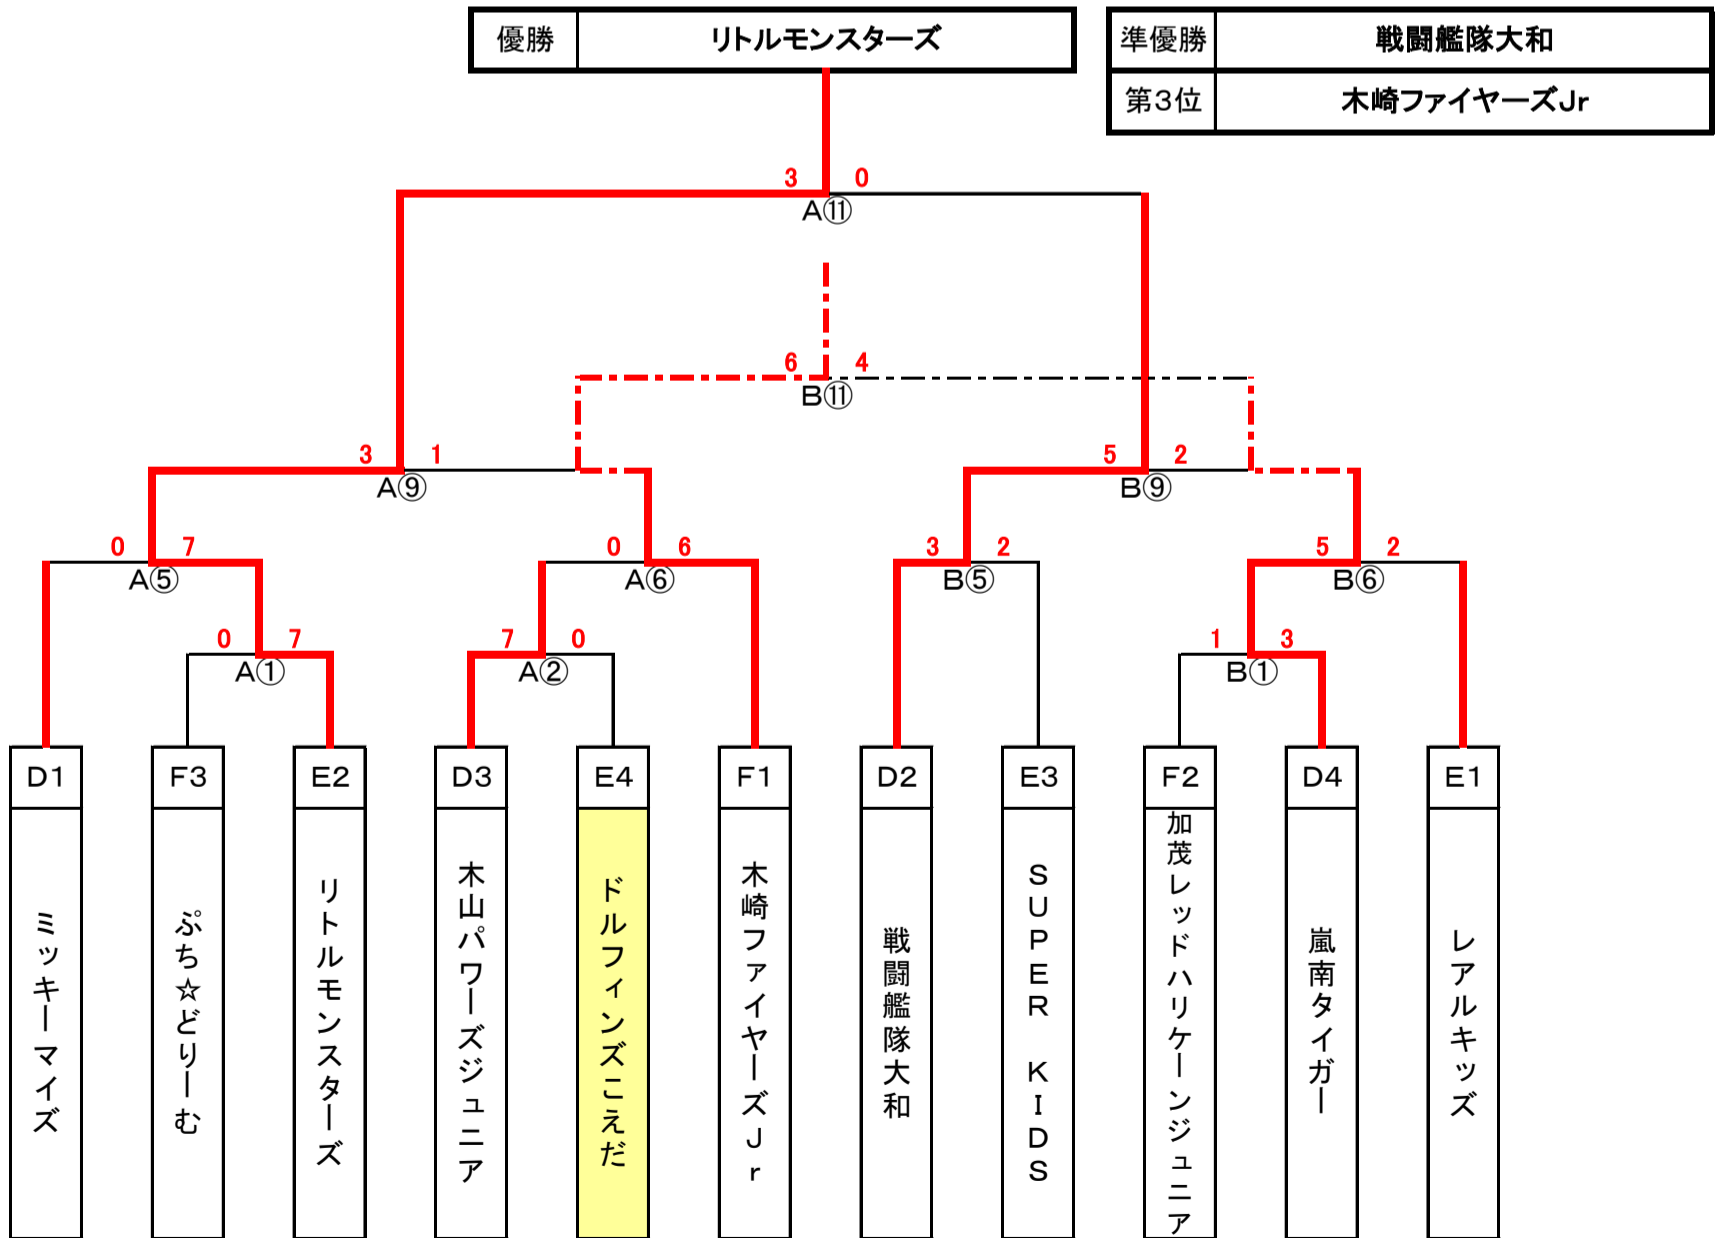 優勝 リトルモンスターズ
準優勝 戦闘艦隊大和
第3位 木崎ファイヤーズJr
3 0
A⑪
6 4
B⑪
3 1
A⑨
5 2
B⑨
0 7
A⑤
0 6
A⑥
3 2
B⑤
5 2
B⑥
0 7
A①
7 0
A②
1 3
B①
D1
F3
E2
D3
E4
F1
D2
E3
F2
D4
E1
ミッキーマイズ
ぷち☆どりーむ
リトルモンスターズ
木山パワーズジュニア
ドルフィンズこえだ
木崎ファイヤーズJr
戦闘艦隊大和
SUPER KIDS
加茂レッドハリケーンジュニア
嵐南タイガー
レアルキッズ